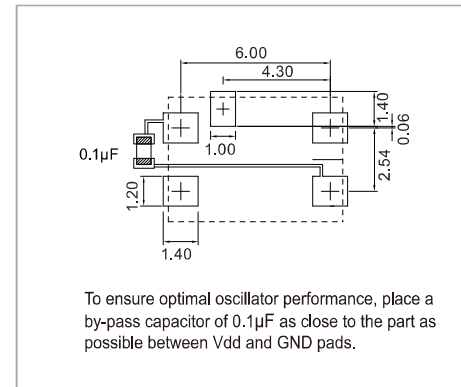 6.00
4.30
1.40
0.06
0.1μF
1.00
2.54
1.20
1.40
To ensure optimal oscillator performance, place a
by-pass capacitor of 0.1μF as close to the part as
possible between Vdd and GND pads.